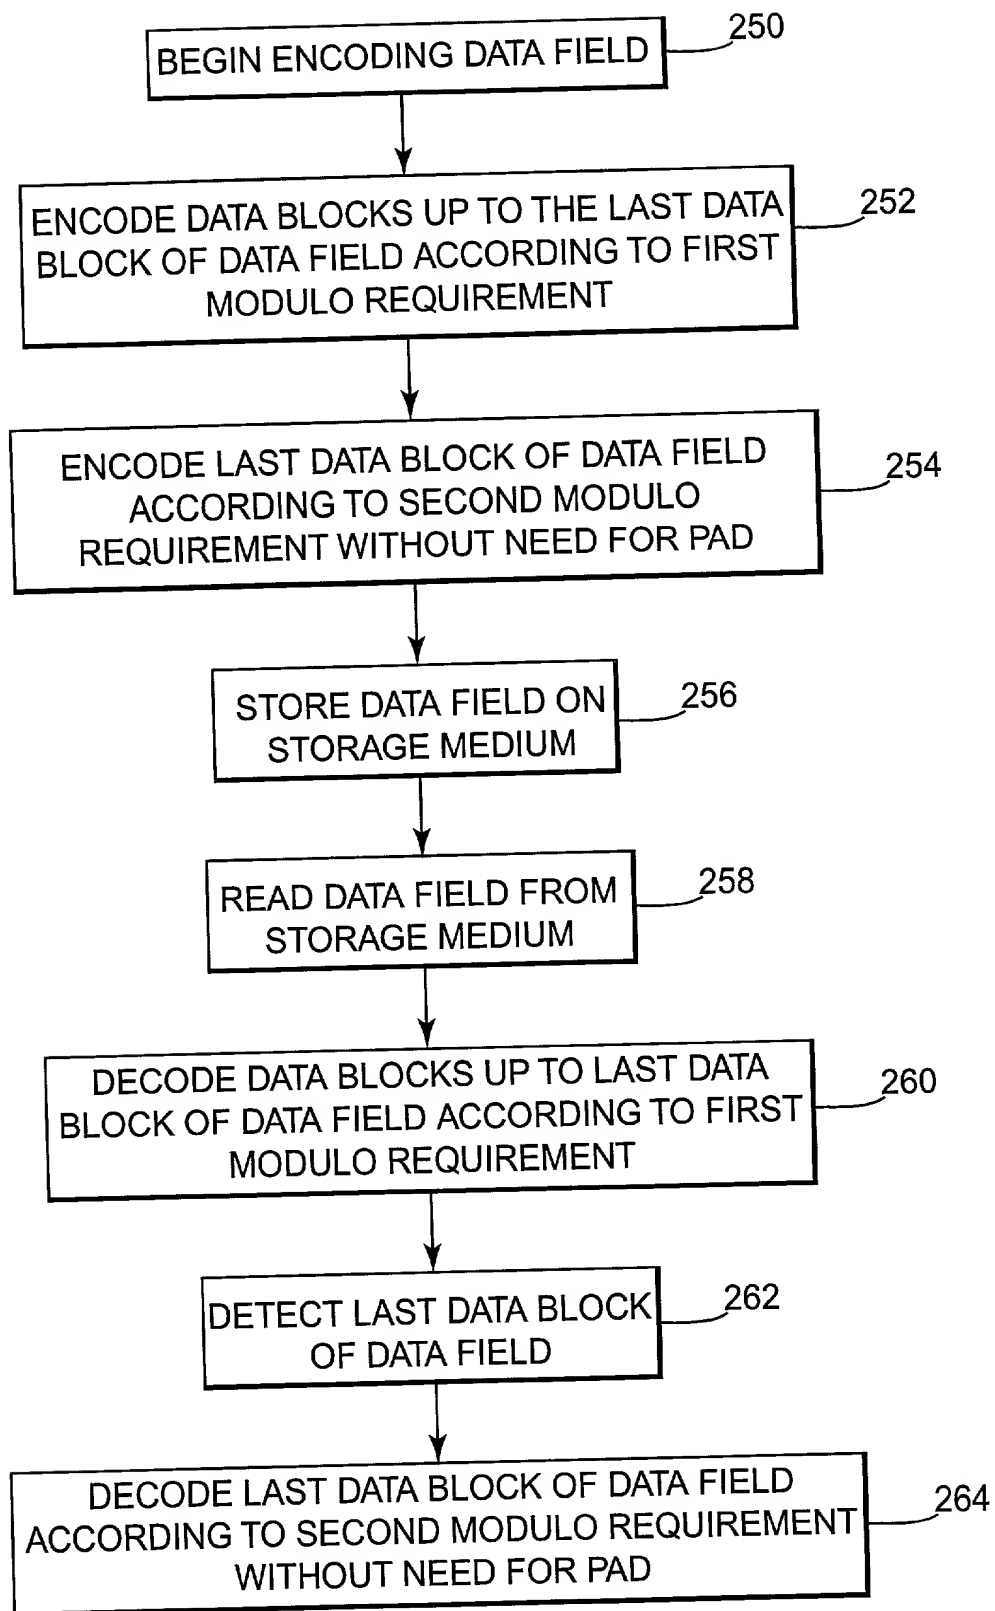 250
BEGIN ENCODING DATA FIELD
252
ENCODE DATA BLOCKS UP TO THE LAST DATA
BLOCK OF DATA FIELD ACCORDING TO FIRST
MODULO REQUIREMENT
254
ENCODE LAST DATA BLOCK OF DATA FIELD
ACCORDING TO SECOND MODULO
REQUIREMENT WITHOUT NEED FOR PAD
256
STORE DATA FIELD ON
STORAGE MEDIUM
258
READ DATA FIELD FROM
STORAGE MEDIUM
260
DECODE DATA BLOCKS UP TO LAST DATA
BLOCK OF DATA FIELD ACCORDING TO FIRST
MODULO REQUIREMENT
262
DETECT LAST DATA BLOCK
OF DATA FIELD
264
DECODE LAST DATA BLOCK OF DATA FIELD
ACCORDING TO SECOND MODULO REQUIREMENT
WITHOUT NEED FOR PAD